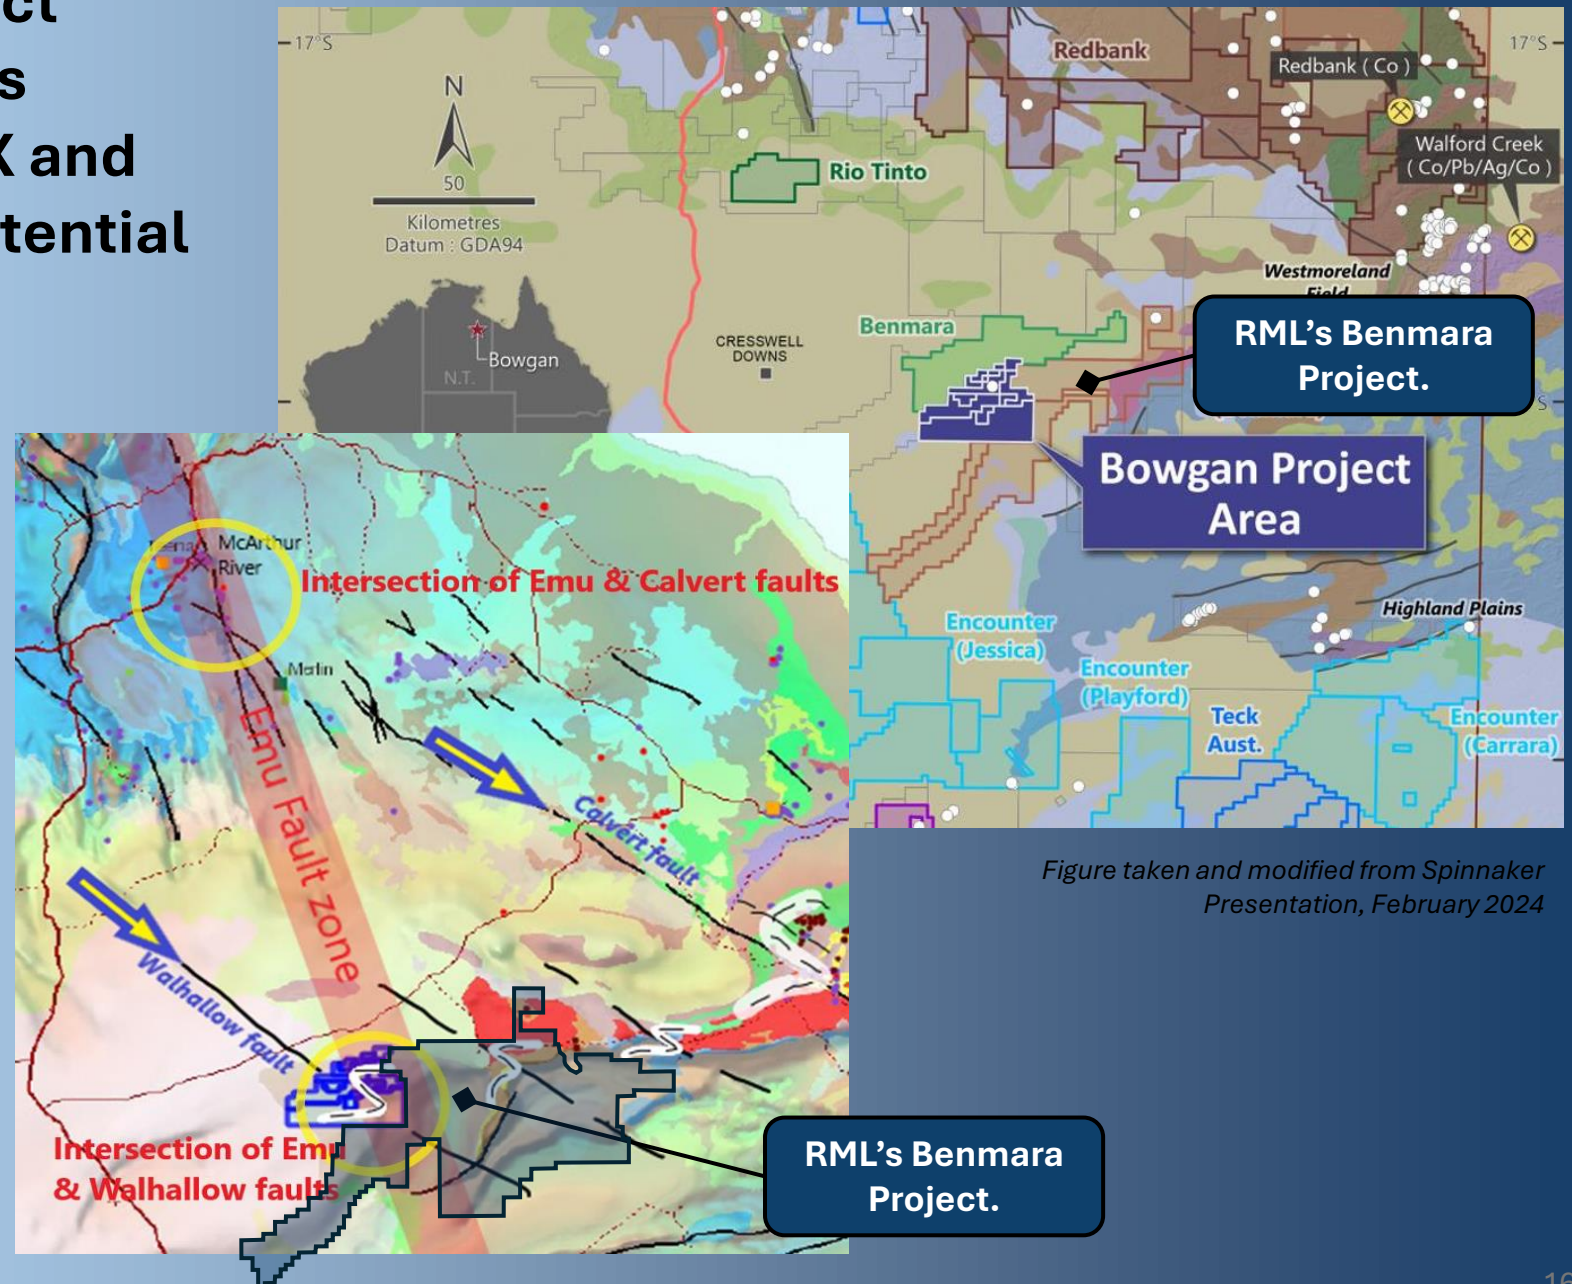 ct
s
X and
tential
17°S
17°S
N
50
Kilometres
Datum : GDA94
Redbank
Redbank ( Co )
Walford Creek
( Co/Pb/Ag/Co )
Rio Tinto
Westmoreland
Field
Benmara
CRESSWELL
DOWNS
RML’s Benmara
Project.
Bowgan
N.T.
Bowgan Project
Area
Highland Plains
Encounter
(Jessica)
Encounter
(Playford)
Teck
Aust.
Encounter
(Carrara)
McArthur
River
Intersection of Emu & Calvert faults
Merlin
Emu Fault zone
Calvert fault
Walhallow fault
Intersection of Emu
& Walhallow faults
RML’s Benmara
Project.
Figure taken and modified from Spinnaker
Presentation, February 2024
16